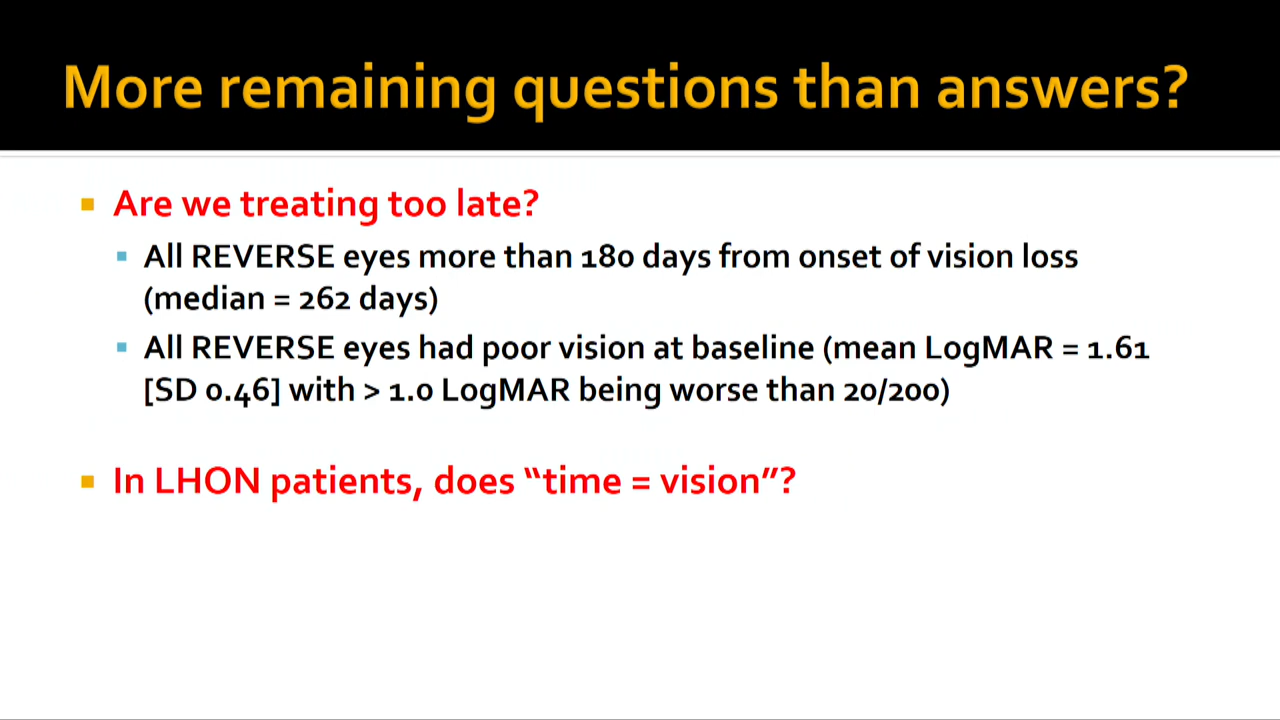 More remaining questions than answers?
Are we treating too late?
All REVERSE eyes more than 180 days from onset of vision loss
(median = 262 days)
All REVERSE eyes had poor vision at baseline (mean LogMAR = 1.61
[SD 0.46] with > 1.0 LogMAR being worse than 20/200)
In LHON patients, does “time = vision”?